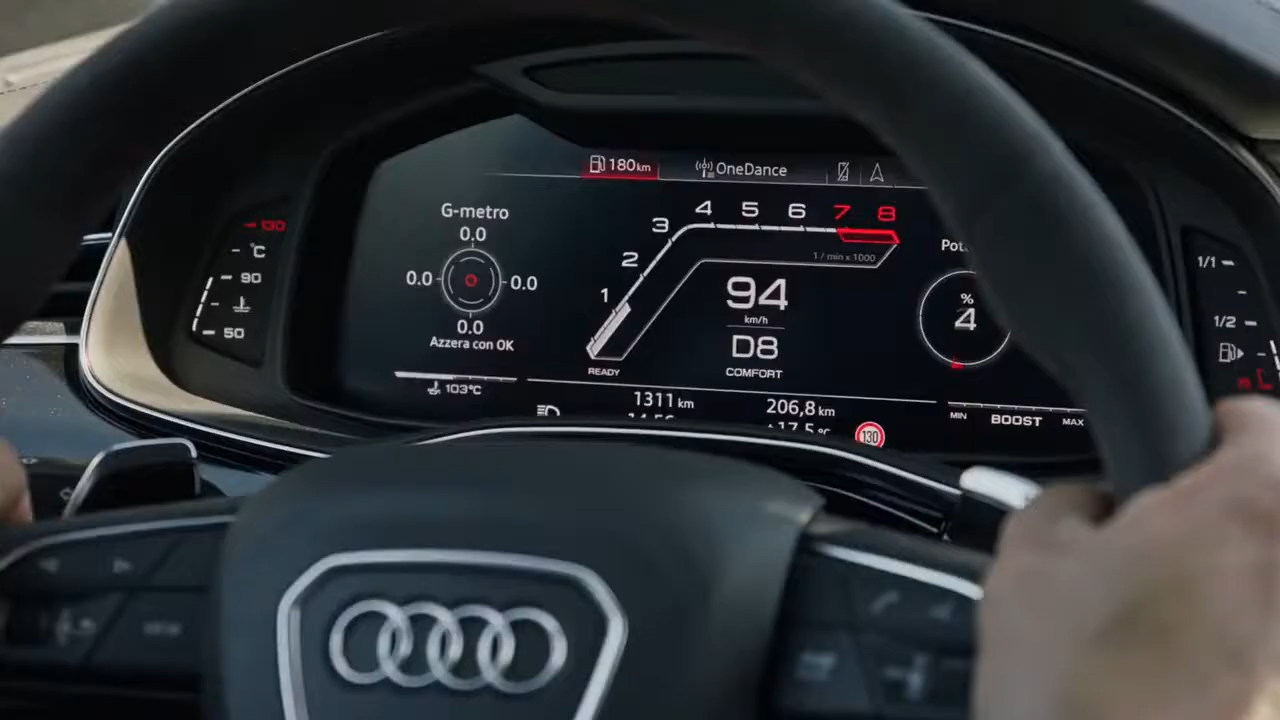 180km
OneDance
G-metro
0.0
0.0
0.0
0.0
Azzera con OK
130
°C
90
50
103°C
1
2
3
4
5
6
7
8
1 / min x 1000
94
km/h
D8
COMFORT
READY
1311 km
206,8 km
130
%
4
MIN
BOOST
MAX
1/1
1/2